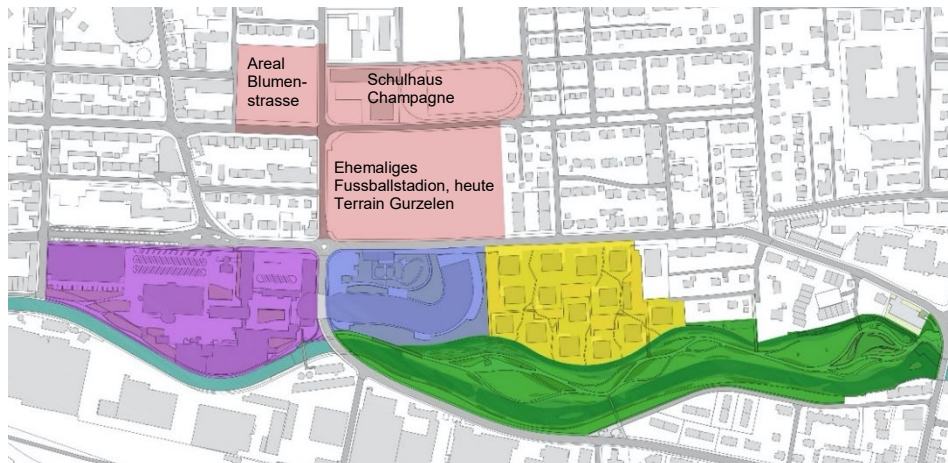 Areal
Blumen-
strasse
Schulhaus
Champagne
Ehemaliges
Fussballstadion, heute
Terrain Gurzelen